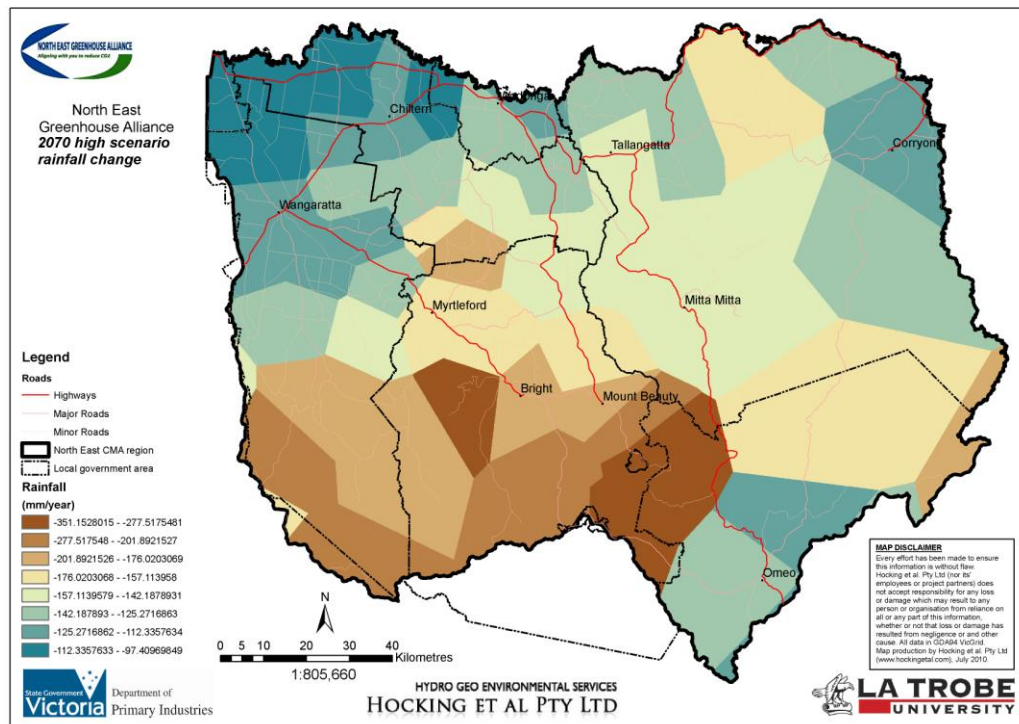 NORTH EAST GREENHOUSE ALLIANCE
Aligning with you to reduce CO2
North East
Greenhouse Alliance
2070 high scenario
rainfall change
Chiltern
Tallangatta
Corryong
Wangaratta
Mitta Mitta
Myrtleford
Bright
Mount Beauty
Omeo
Legend
Roads
Highways
Major Roads
Minor Roads
North East CMA region
Local government area
Rainfall
(mm/year)
-351.1528015 - -277.5175481
-277.517548 - -201.8921527
-201.8921526 - -176.0203069
-176.0203068 - -157.113958
-157.1139579 - -142.1878931
-142.187893 - -125.2716863
-125.2716862 - -112.3357634
-112.3357633 - -97.40969849
N
0 5 10 20 30 40
Kilometres
1:805,660
MAP DISCLAIMER
Every effort has been made to ensure
this information is without flaw.
Hocking et al. Pty Ltd (nor its'
employees or project partners) does
not accept responsibility for any loss
or damage which may result to any
person or organisation from reliance on
all or any part of this information,
whether or not that loss or damage has
resulted from negligence or and other
cause. All data in GDA94 VicGrid.
Map production by Hocking et al. Pty Ltd
(www.hockingetal.com), July 2010.
State Government
Victoria
Department of
Primary Industries
HYDRO GEO ENVIRONMENTAL SERVICES
HOCKING ET AL PTY LTD
LA TROBE
UNIVERSITY